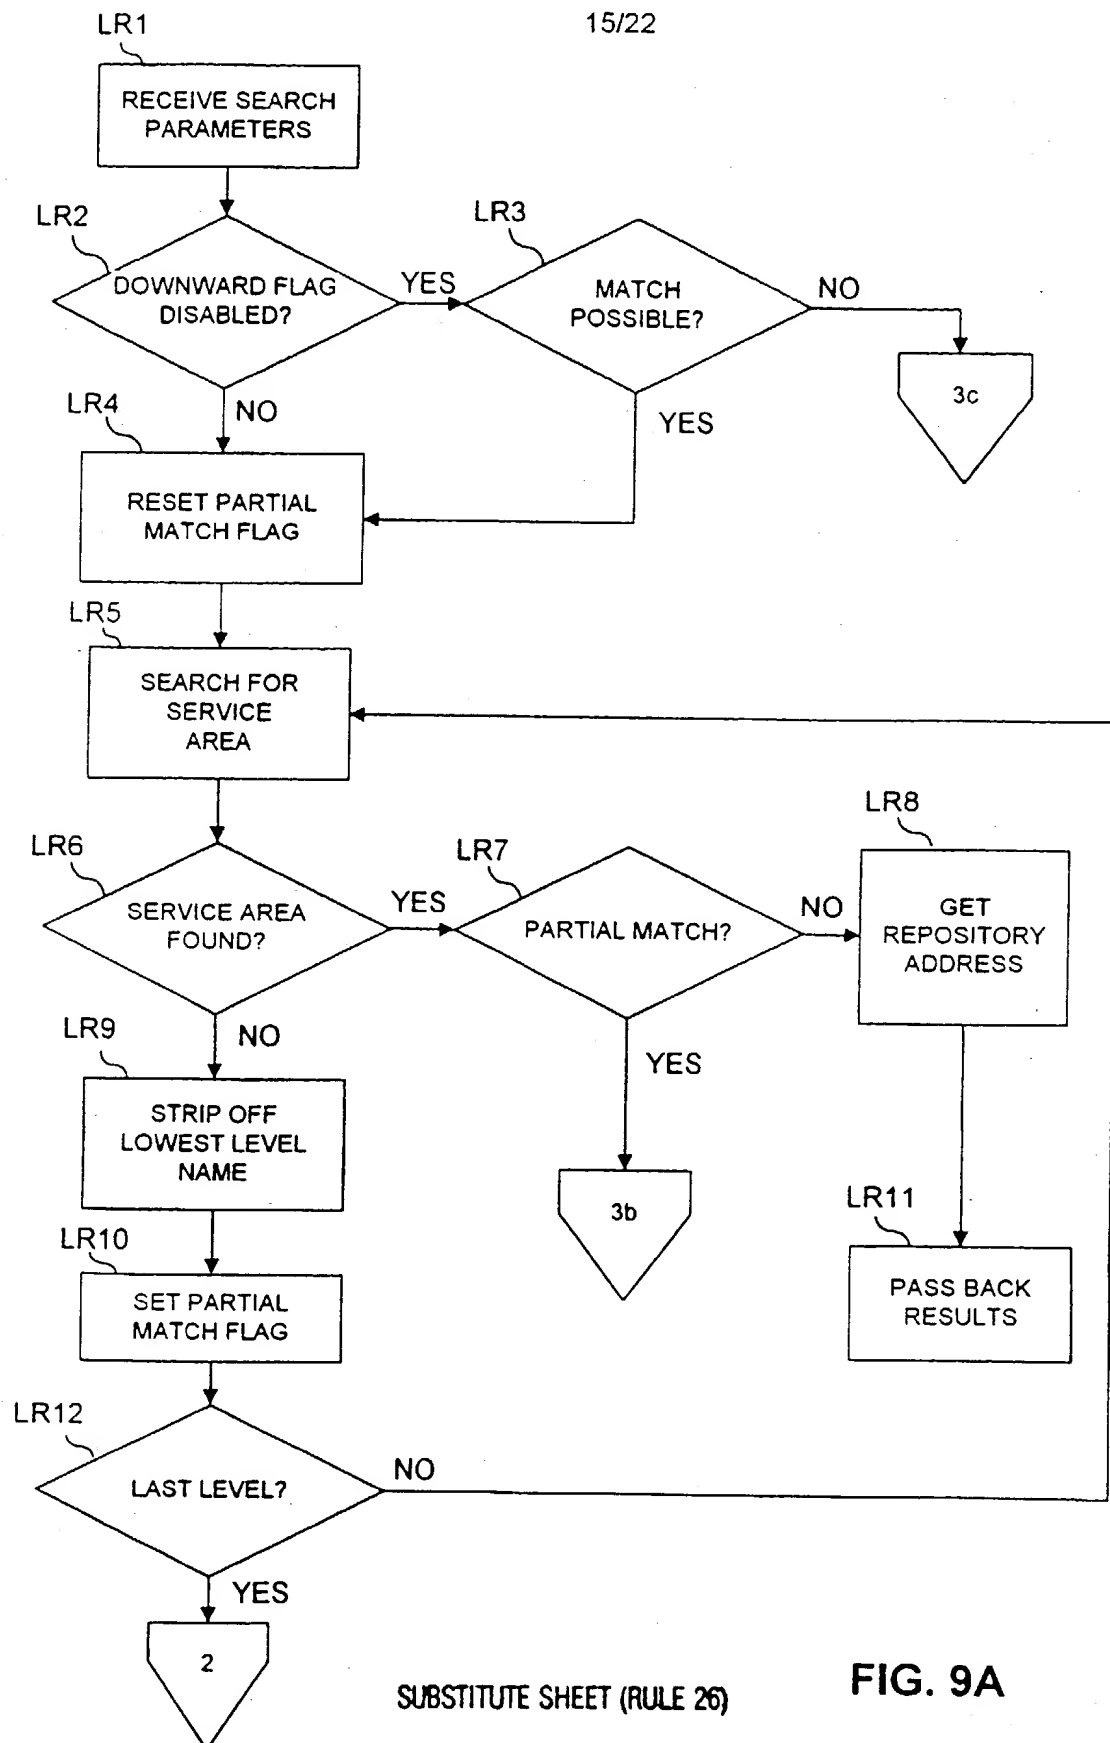 15/22
LR1
RECEIVE SEARCH
PARAMETERS
LR2
DOWNWARD FLAG
DISABLED?
YES
NO
LR3
MATCH
POSSIBLE?
NO
YES
3c
LR4
RESET PARTIAL
MATCH FLAG
LR5
SEARCH FOR
SERVICE
AREA
LR6
SERVICE AREA
FOUND?
YES
NO
LR7
PARTIAL MATCH?
NO
YES
3b
LR8
GET
REPOSITORY
ADDRESS
LR9
STRIP OFF
LOWEST LEVEL
NAME
LR10
SET PARTIAL
MATCH FLAG
LR11
PASS BACK
RESULTS
LR12
LAST LEVEL?
NO
YES
2
SUBSTITUTE SHEET (RULE 26)
FIG. 9A